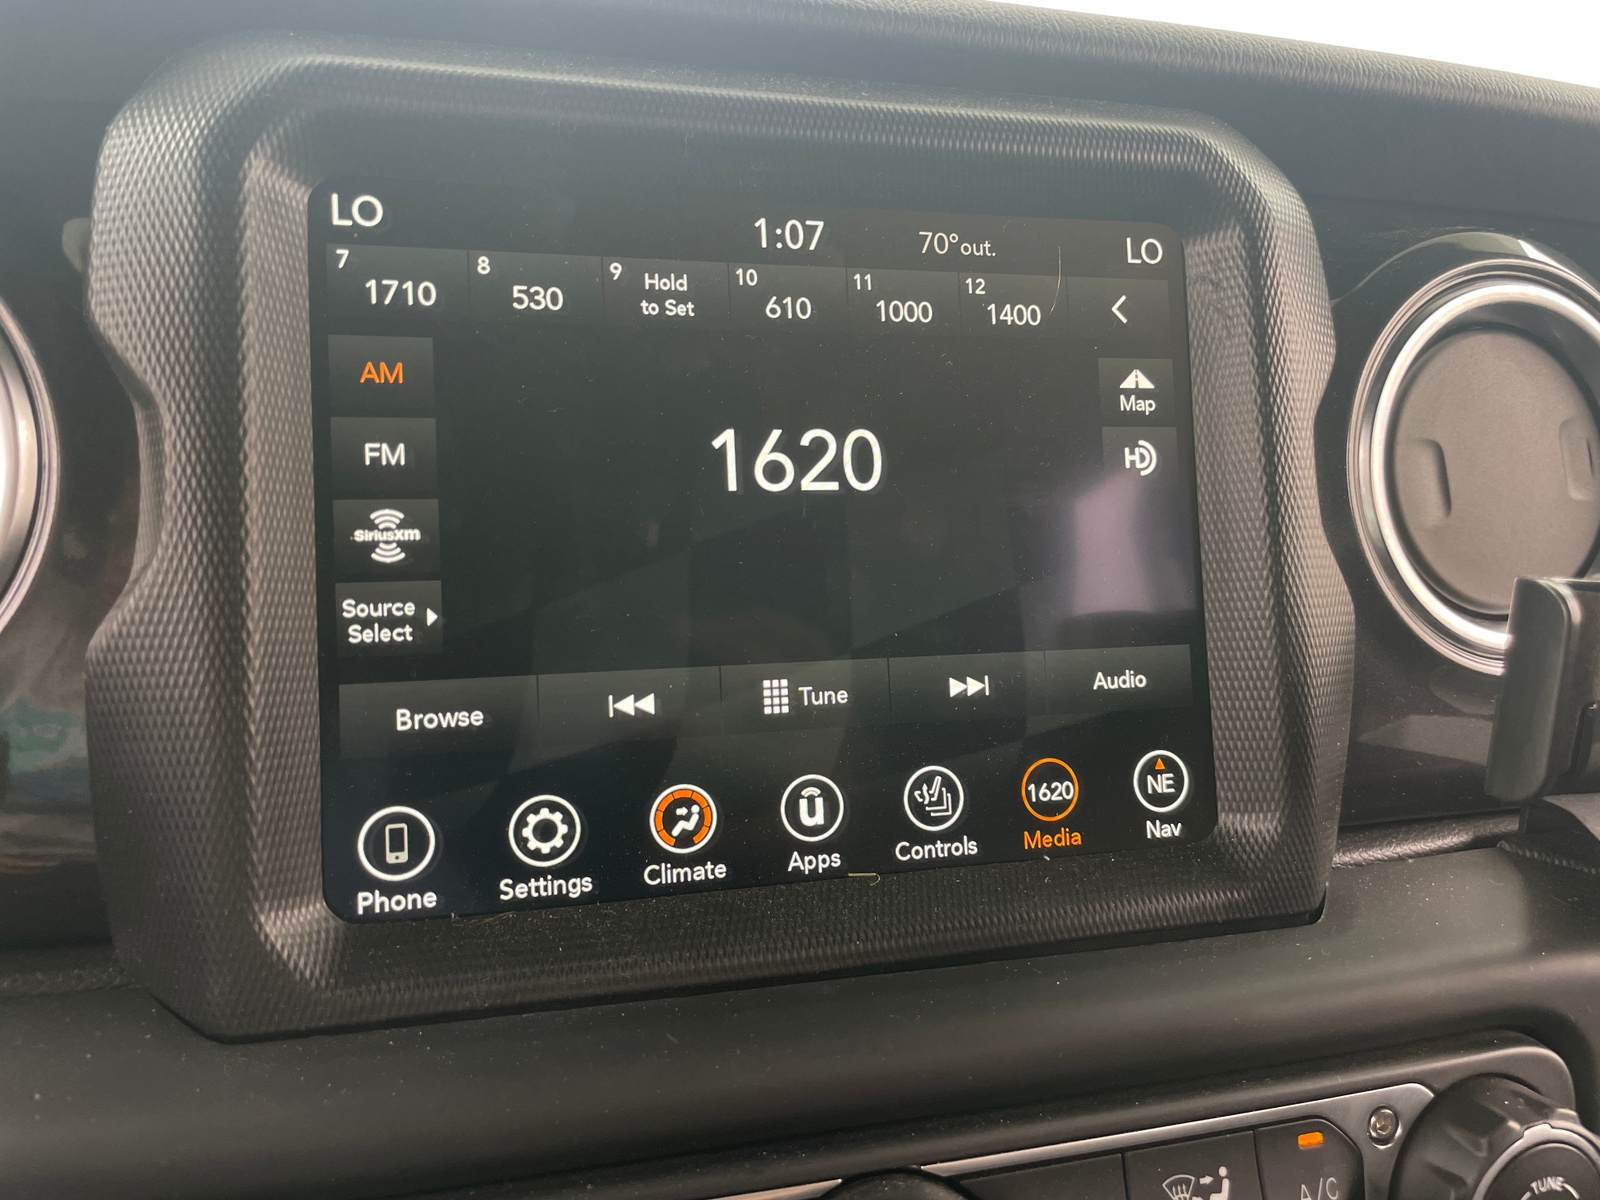 LO
1:07
70° out.
LO
7 1710
8 530
9 Hold
to Set
10 610
11 1000
12 1400
AM
Map
FM
1620
HD
SiriusXM
Source
Select
Browse
Tune
Audio
Phone
Settings
Climate
u
Apps
Controls
1620
Media
NE
Nav
A/C
TUNE